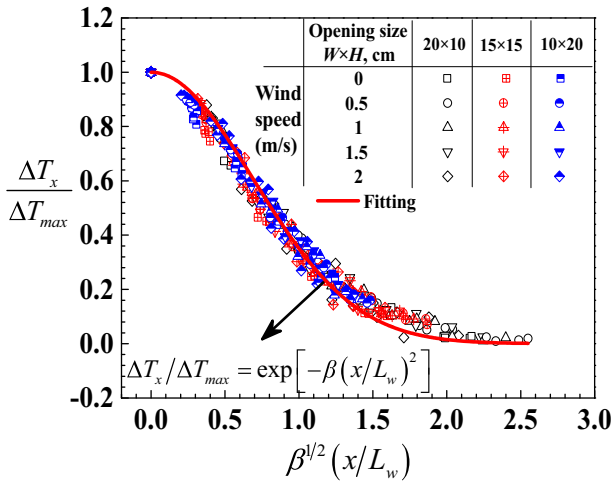 Opening size
W×H, cm
20×10 15×15 10×20
Wind speed (m/s)
0
0.5
1
1.5
2
Fitting
ΔT_x / ΔT_max
1.0
0.8
0.6
0.4
0.2
0.0
-0.2
ΔT_x/ΔT_max = exp[-β(x/L_w)^2]
0.0 0.5 1.0 1.5 2.0 2.5 3.0
β^1/2 (x/L_w)